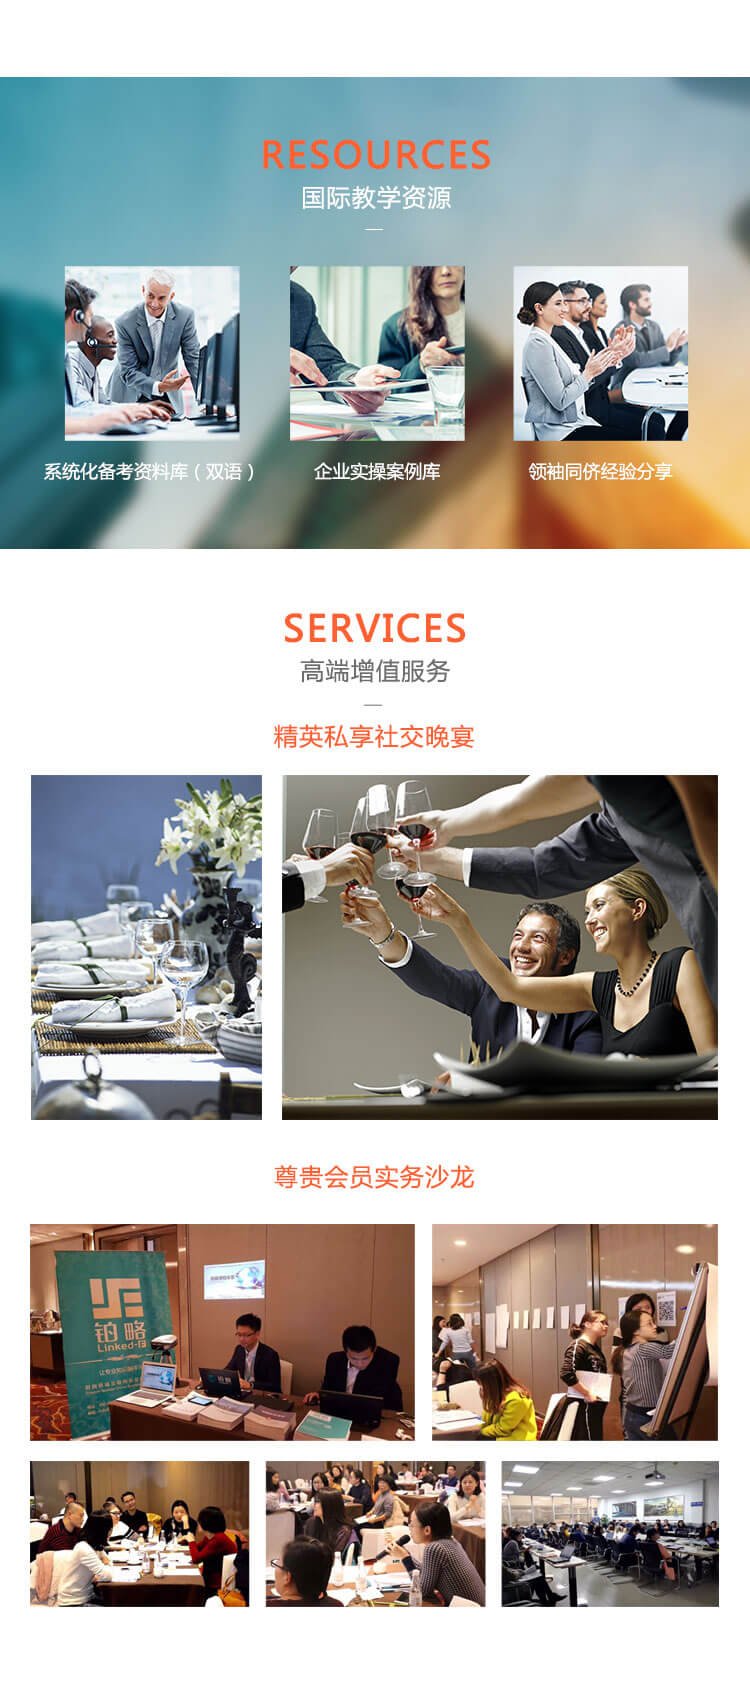 RESOURCES
国际教学资源
系统化备考资料库（双语）
企业实操案例库
领袖同侪经验分享
SERVICES
高端增值服务
精英私享社交晚宴
尊贵会员实务沙龙
铂略
Linked-F